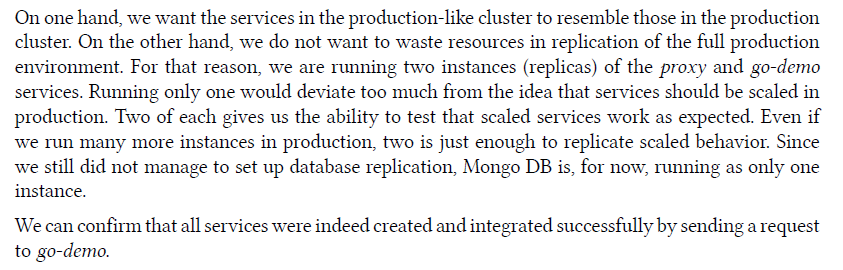 On one hand, we want the services in the production-like cluster to resemble those in the production
cluster. On the other hand, we do not want to waste resources in replication of the full production
environment. For that reason, we are running two instances (replicas) of the proxy and go-demo
services. Running only one would deviate too much from the idea that services should be scaled in
production. Two of each gives us the ability to test that scaled services work as expected. Even if
we run many more instances in production, two is just enough to replicate scaled behavior. Since
we still did not manage to set up database replication, Mongo DB is, for now, running as only one
instance.
We can confirm that all services were indeed created and integrated successfully by sending a request
to go-demo.